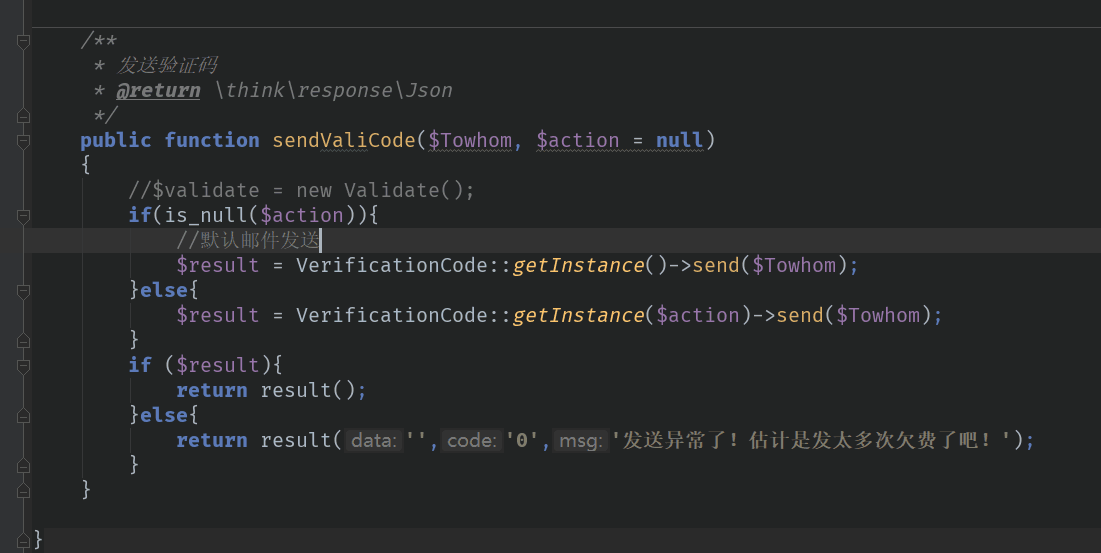 /**
* 发送验证码
* @return \think\response\Json
*/
public function sendValiCode($Towhom, $action = null)
{
//$validate = new Validate();
if(is_null($action)){
//默认邮件发送
$result = VerificationCode::getInstance()->send($Towhom);
}else{
$result = VerificationCode::getInstance($action)->send($Towhom);
}
if ($result){
return result();
}else{
return result( data: '', code: '0', msg: '发送异常了！估计是发太多次欠费了吧！');
}
}
}